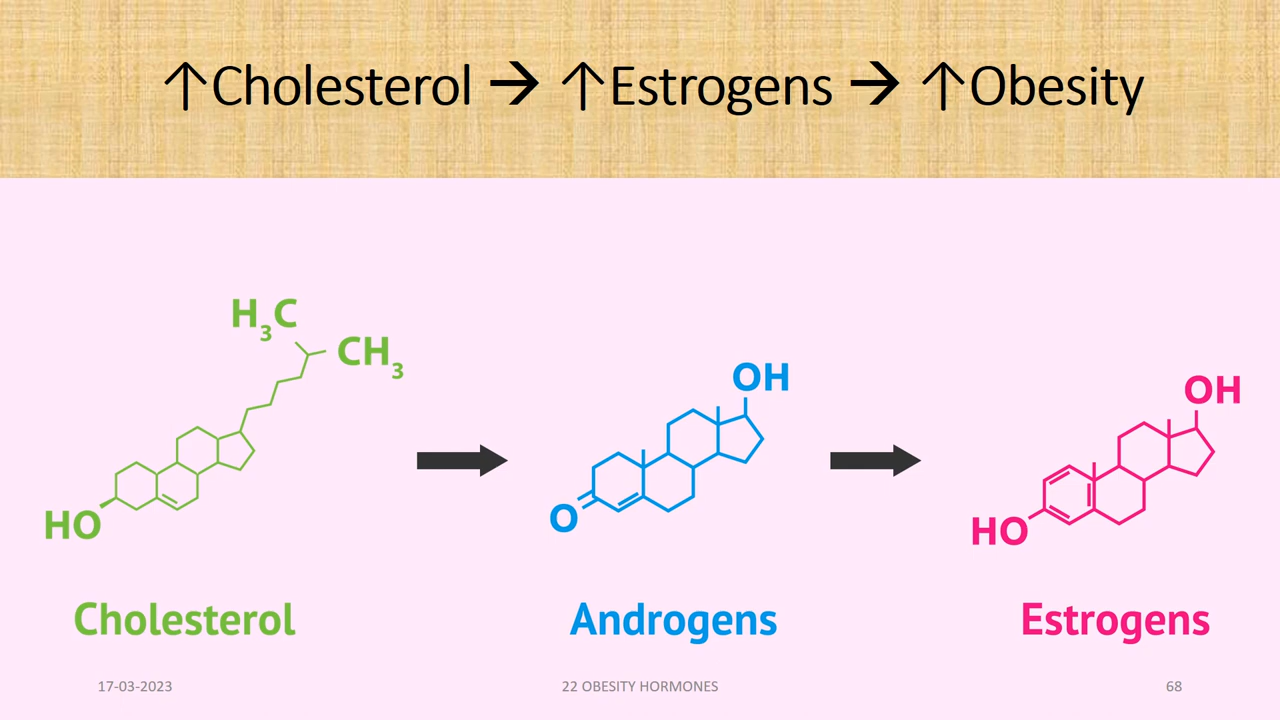 ↑Cholesterol → ↑Estrogens → ↑Obesity
H₃C
CH₃
HO
Cholesterol
OH
O
Androgens
OH
HO
Estrogens
17-03-2023
22 OBESITY HORMONES
68